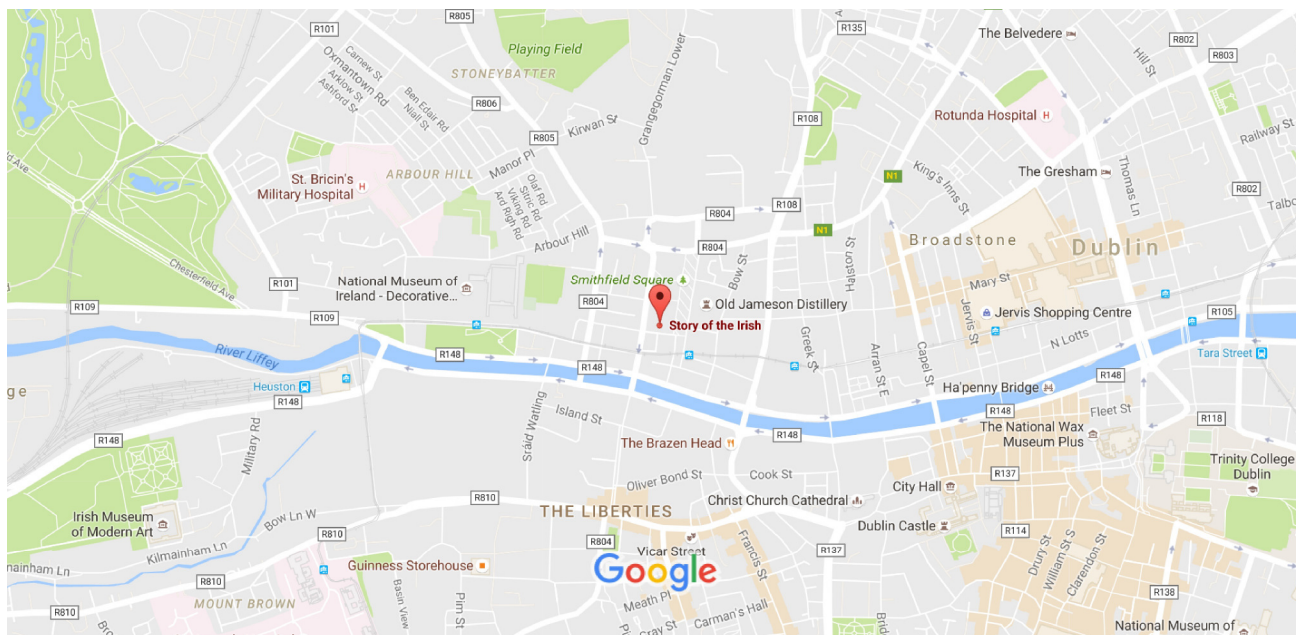 R101
R805
R135
The Belvedere
R802
Hill St
R803
Oxmantown Rd
Carnew St
Arklow St
Ashford St
Playing Field
STONEYBATTER
Grangegorman Lower
R806
Ben Edair Rd
Niall St
Kirwan St
R805
R108
Rotunda Hospital
H
Railway St
St. Bricin's
Military Hospital
H
ARBOUR HILL
Manor Pl
Olaf Rd
Sitric Rd
Viking Rd
Ard Righ Rd
N1
King's Inns St
The Gresham
Thomas Ln
R802
Talbo
R804
R108
N1
Arbour Hill
R804
Halston St
Broadstone
Dublin
Chesterfield Ave
R101
National Museum of
Ireland - Decorative...
Smithfield Square
Bow St
Mary St
R109
R109
R804
Old Jameson Distillery
Story of the Irish
Jervis St
Jervis Shopping Centre
R105
N Lotts
River Liffey
R148
R148
Greek St
Arran St E
Capel St
Tara Street
ge
Heuston
R148
Ha'penny Bridge
R148
R148
Military Rd
Sráid Watling
Island St
The Brazen Head
R148
R148
Fleet St
R118
The National Wax
Museum Plus
Trinity College
Dublin
Oliver Bond St
Cook St
R137
City Hall
Irish Museum
of Modern Art
Bow Ln W
R810
THE LIBERTIES
Christ Church Cathedral
Dublin Castle
R114
Kilmainham Ln
mainham Ln
R810
R804
Vicar Street
Francis St
R137
Drury St
William St S
Clarendon St
R810
Guinness Storehouse
Google
R810
MOUNT BROWN
Basin View
Pim St
Meath Pl
Gray St
Carman's Hall
R138
National Museum of